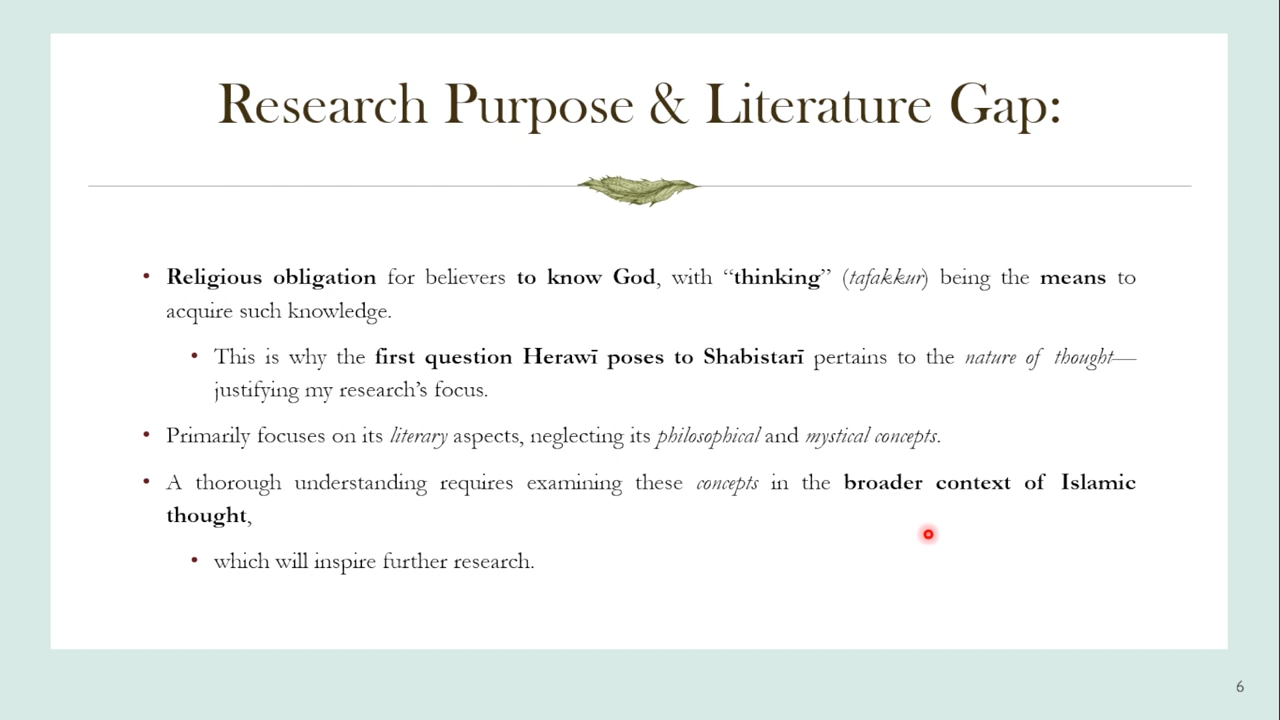 Research Purpose & Literature Gap:
• Religious obligation for believers to know God, with “thinking” (tafakkur) being the means to
acquire such knowledge.
• This is why the first question Herawī poses to Shabistarī pertains to the nature of thought—
justifying my research’s focus.
• Primarily focuses on its literary aspects, neglecting its philosophical and mystical concepts.
• A thorough understanding requires examining these concepts in the broader context of Islamic
thought,
• which will inspire further research.
6